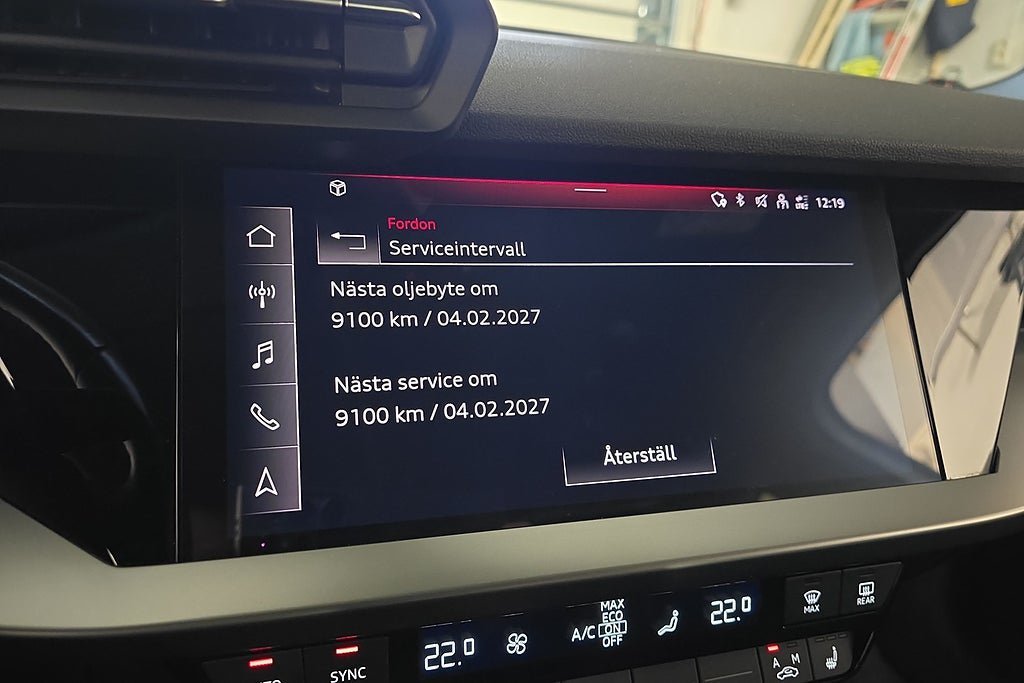 12:19
Fordon
Serviceintervall
Nästa oljebyte om
9100 km / 04.02.2027
Nästa service om
9100 km / 04.02.2027
Återställ
MAX
REAR
22.0
A/C
MAX
ECO
ON
OFF
22.0
SYNC
A M